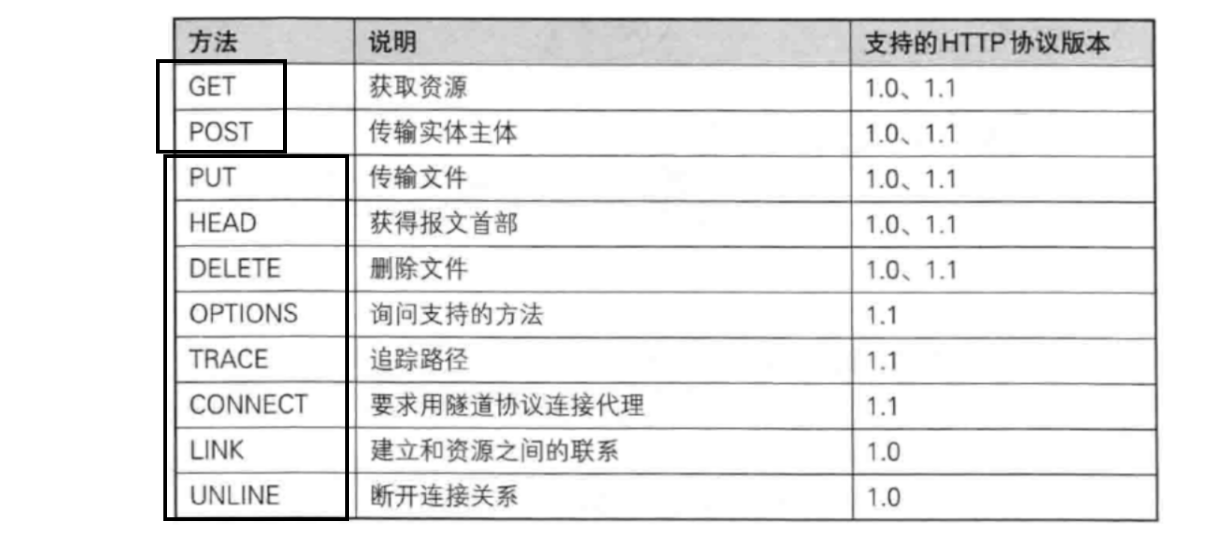 方法 说明 支持的HTTP协议版本
GET 获取资源 1.0、1.1
POST 传输实体主体 1.0、1.1
PUT 传输文件 1.0、1.1
HEAD 获得报文首部 1.0、1.1
DELETE 删除文件 1.0、1.1
OPTIONS 询问支持的方法 1.1
TRACE 追踪路径 1.1
CONNECT 要求用隧道协议连接代理 1.1
LINK 建立和资源之间的联系 1.0
UNLINE 断开连接关系 1.0